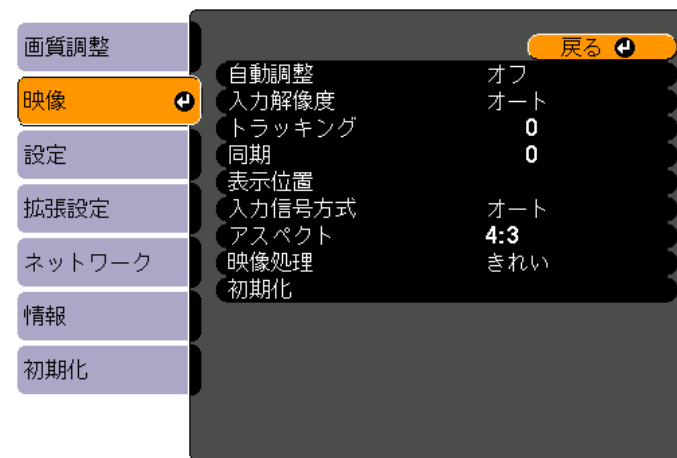 画質調整
映像
設定
拡張設定
ネットワーク
情報
初期化
戻る
自動調整 オフ
入力解像度 オート
トラッキング 0
同期 0
表示位置
入力信号方式 オート
アスペクト 4:3
映像処理 きれい
初期化